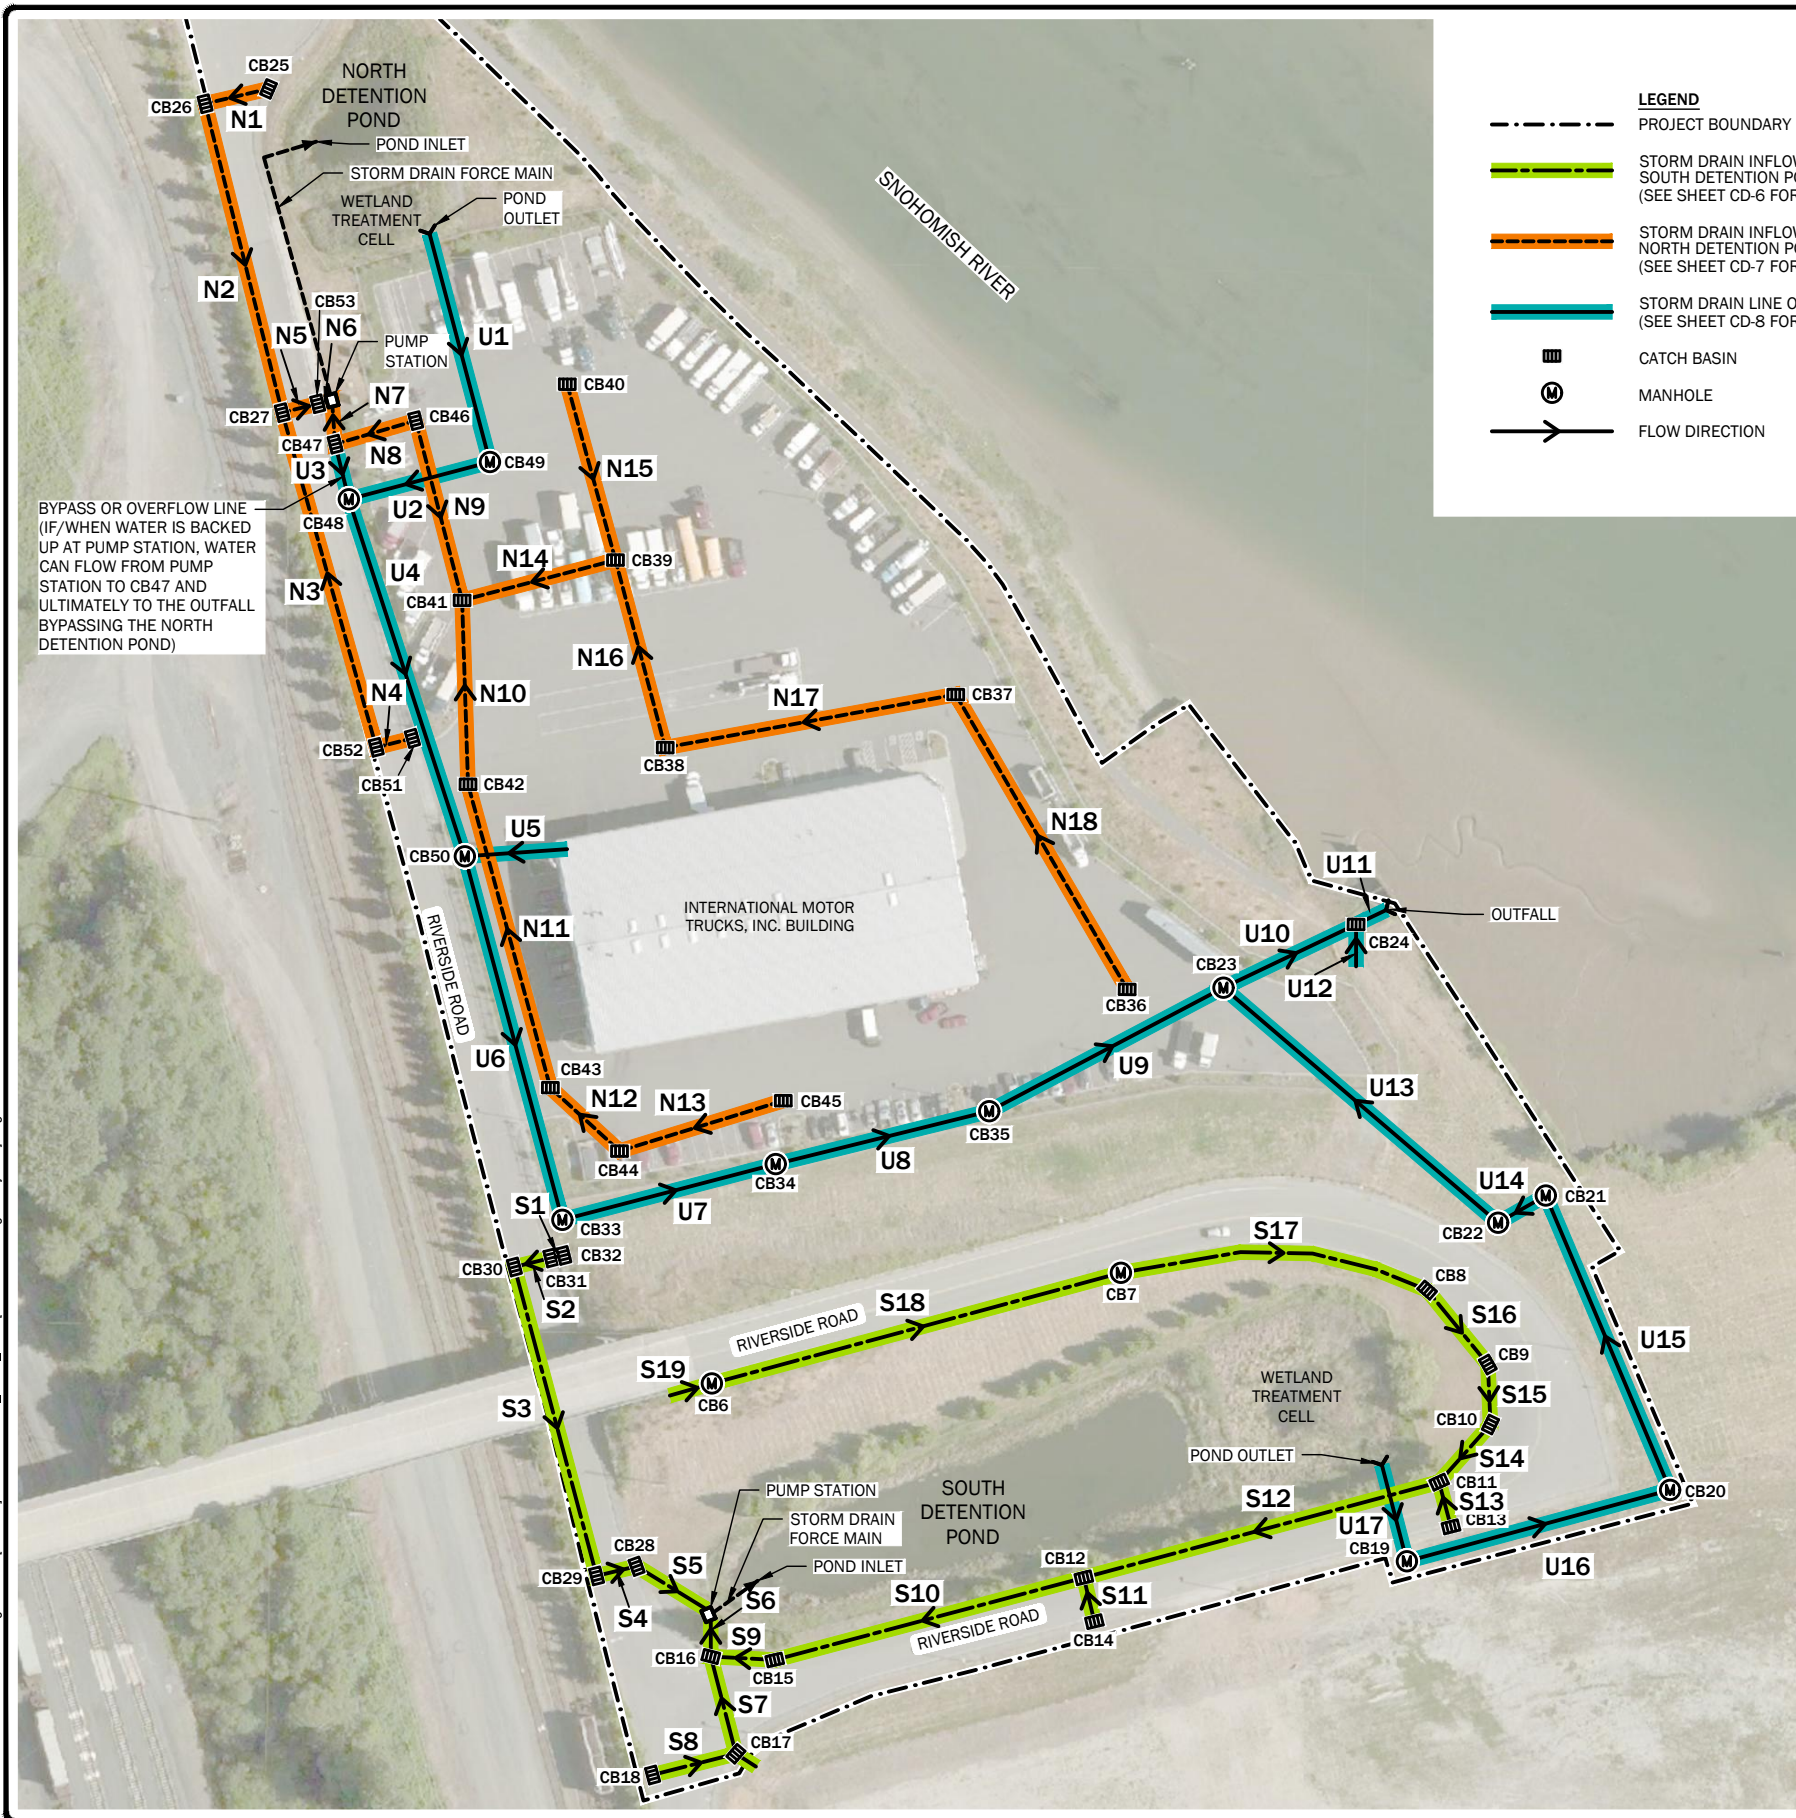 LEGEND
PROJECT BOUNDARY
STORM DRAIN INFLOW
SOUTH DETENTION PO
(SEE SHEET CD-6 FOR
STORM DRAIN INFLOW
NORTH DETENTION PO
(SEE SHEET CD-7 FOR
STORM DRAIN LINE O
(SEE SHEET CD-8 FOR
CATCH BASIN
M MANHOLE
FLOW DIRECTION
CB25
CB26
N1
NORTH
DETENTION
POND
POND INLET
STORM DRAIN FORCE MAIN
WETLAND
TREATMENT
CELL
POND
OUTLET
SNOHOMISH RIVER
N2
CB53
N5
N6
PUMP
STATION
U1
CB40
CB27
N7
CB46
CB47
N8
U3
M CB49
N15
BYPASS OR OVERFLOW LINE
(IF/WHEN WATER IS BACKED
UP AT PUMP STATION, WATER
CAN FLOW FROM PUMP
STATION TO CB47 AND
ULTIMATELY TO THE OUTFALL
BYPASSING THE NORTH
DETENTION POND)
M
CB48
U2
N9
U4
N14
CB39
N3
CB41
N16
N4
N10
N17
CB37
CB52
CB51
CB38
CB42
U5
N18
CB50 M
U11
INTERNATIONAL MOTOR
TRUCKS, INC. BUILDING
OUTFALL
RIVERSIDE ROAD
N11
U10
CB24
CB23
M
U12
CB36
U6
CB43
U9
U13
N12
N13
CB45
M
CB35
CB44
M
CB34
U8
U14
M CB21
S1
U7
M
CB33
CB22 M
CB32
CB30
CB31
S2
S17
M
CB7
CB8
S18
S16
RIVERSIDE ROAD
U15
S19
M
CB6
CB9
WETLAND
TREATMENT
CELL
S15
S3
CB10
POND OUTLET
S14
CB11
SOUTH
DETENTION
POND
PUMP STATION
STORM DRAIN
FORCE MAIN
POND INLET
S12
S13
CB13
M CB20
U17
CB19 M
U16
CB28
CB29
S5
S4
S6
CB12
S10
S11
RIVERSIDE ROAD
CB14
S9
CB16
CB15
S7
S8
CB17
CB18